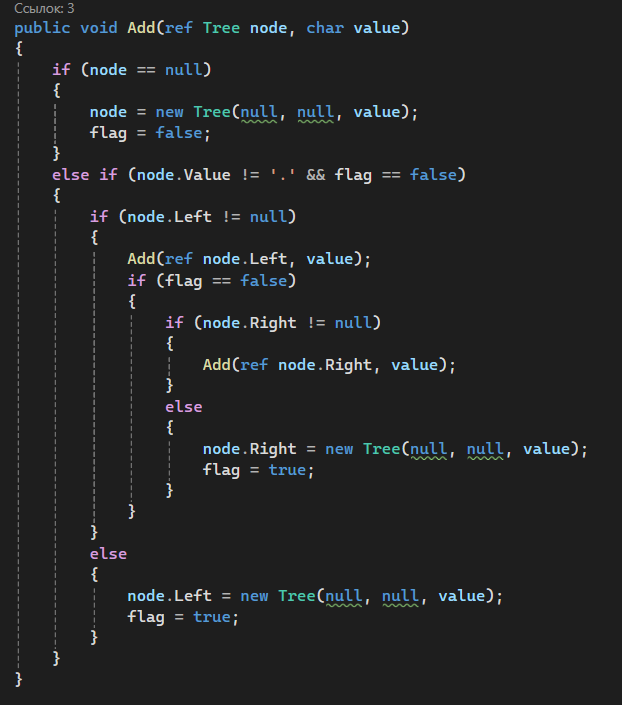 Ссылок: 3
public void Add(ref Tree node, char value)
{
    if (node == null)
    {
        node = new Tree(null, null, value);
        flag = false;
    }
    else if (node.Value != '.' && flag == false)
    {
        if (node.Left != null)
        {
            Add(ref node.Left, value);
            if (flag == false)
            {
                if (node.Right != null)
                {
                    Add(ref node.Right, value);
                }
                else
                {
                    node.Right = new Tree(null, null, value);
                    flag = true;
                }
            }
        }
        else
        {
            node.Left = new Tree(null, null, value);
            flag = true;
        }
    }
}